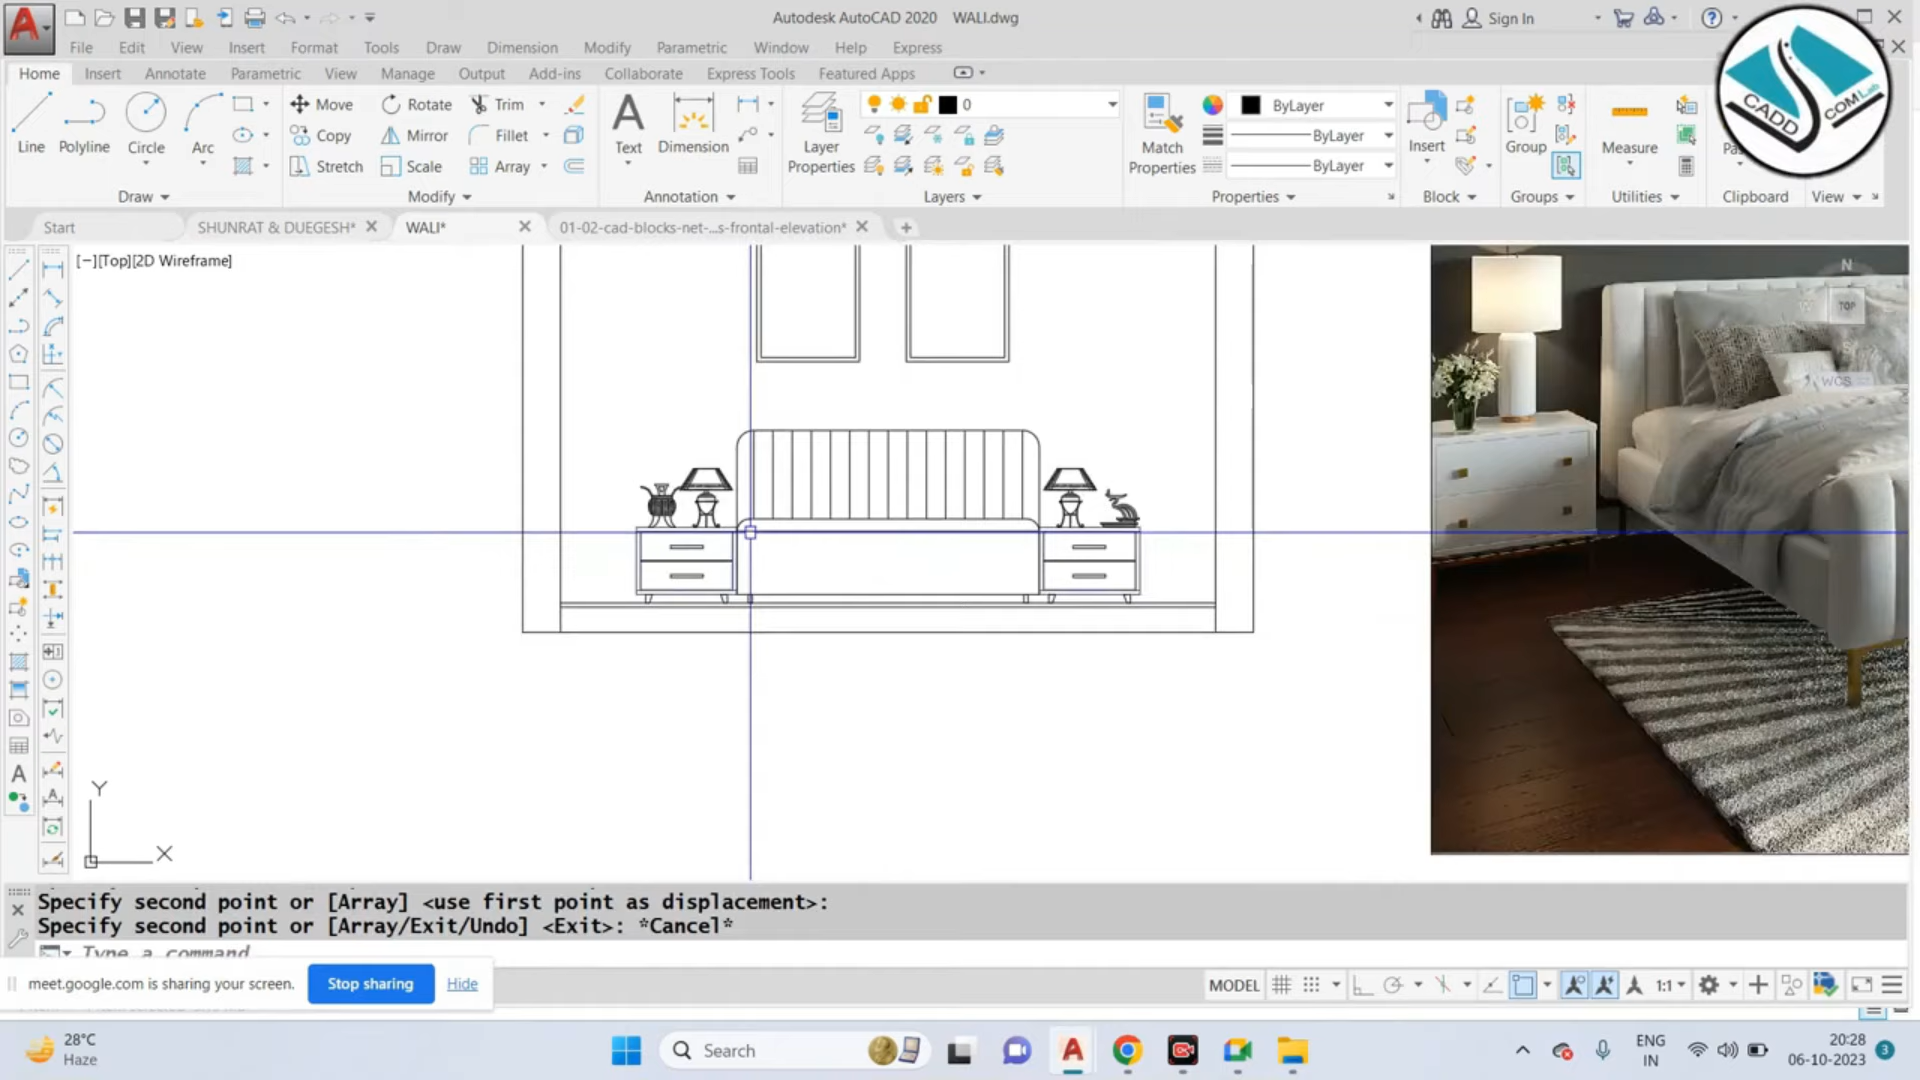 Autodesk AutoCAD 2020 WALI.dwg
Sign In
File Edit View Insert Format Tools Draw Dimension Modify Parametric Window Help Express
Home Insert Annotate Parametric View Manage Output Add-ins Collaborate Express Tools Featured Apps
Line Polyline Circle Arc
Move Rotate Trim
Copy Mirror Fillet
Stretch Scale Array
Text Dimension
Layer Properties
0
Match Properties
ByLayer
ByLayer
ByLayer
Insert
Group
Measure
CADD COM Lab
Draw Modify Annotation Layers Properties Block Groups Utilities Clipboard View
Start SHUNRAT & DUEGESH* WALI* 01-02-cad-blocks-net-...s-frontal-elevation*
[−][Top][2D Wireframe]
N
TOP
WCS
Y
X
Specify second point or [Array] <use first point as displacement>:
Specify second point or [Array/Exit/Undo] <Exit>: *Cancel*
Type a command
meet.google.com is sharing your screen. Stop sharing Hide
MODEL 1:1
28°C
Haze
Search
ENG
IN
20:28
06-10-2023
3